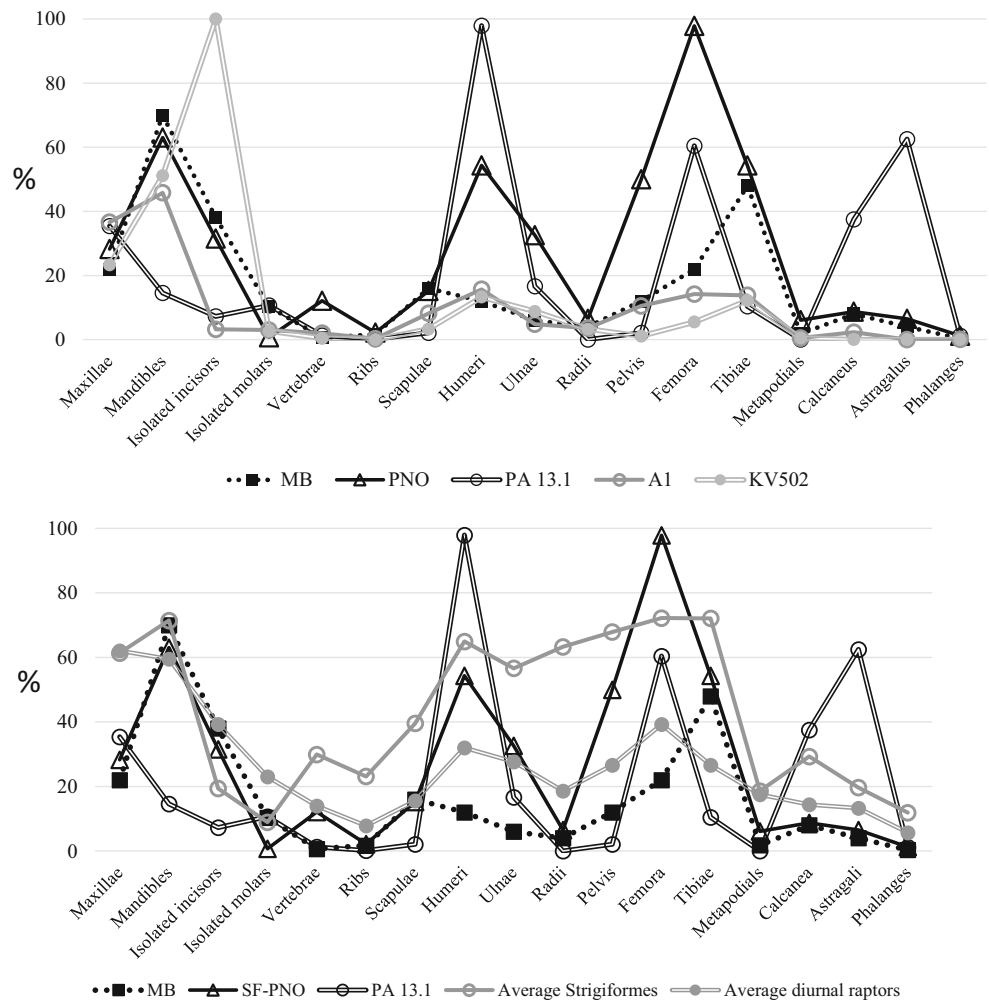 100
80
60
%
40
20
0
Maxillae
Mandibles
Isolated incisors
Isolated molars
Vertebrae
Ribs
Scapulae
Humeri
Ulnae
Radii
Pelvis
Femora
Tibiae
Metapodials
Calcaneus
Astragalus
Phalanges
MB PNO PA 13.1 A1 KV502
100
80
60
%
40
20
0
Maxillae
Mandibles
Isolated incisors
Isolated molars
Vertebrae
Ribs
Scapulae
Humeri
Ulnae
Radii
Pelvis
Femora
Tibiae
Metapodials
Calcanea
Astragali
Phalanges
MB SF-PNO PA 13.1 Average Strigiformes Average diurnal raptors